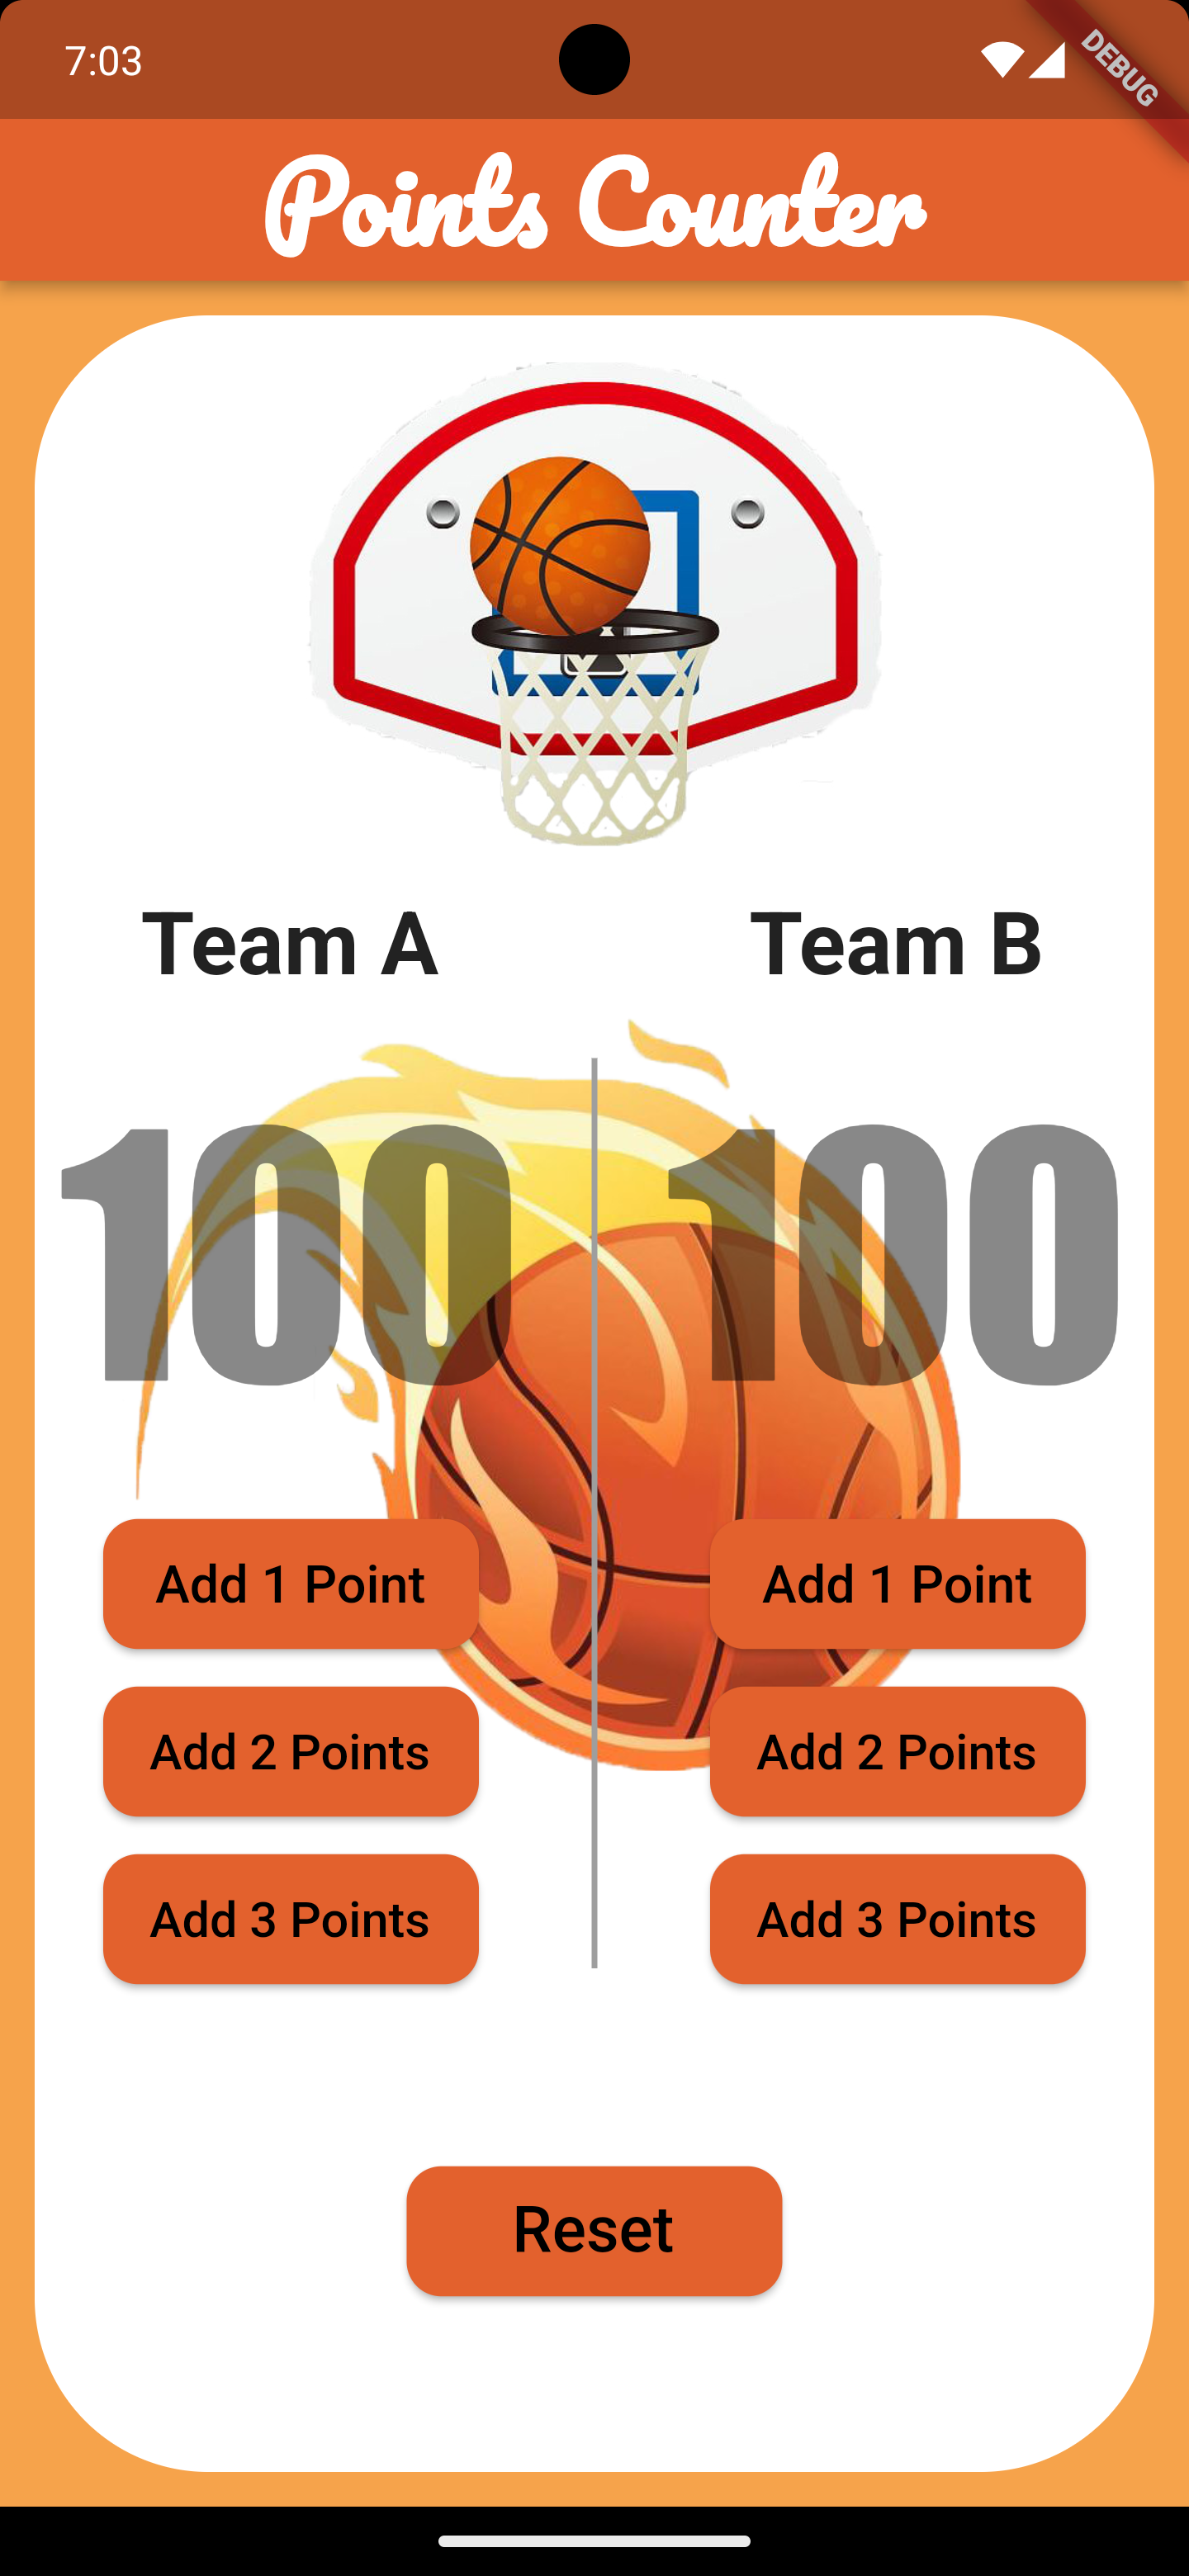 7:03
DEBUG
Points Counter
Team A
Team B
100
100
Add 1 Point
Add 1 Point
Add 2 Points
Add 2 Points
Add 3 Points
Add 3 Points
Reset